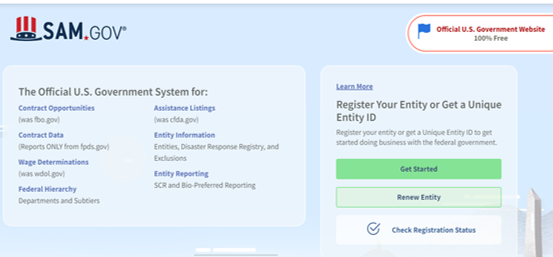 SAM.GOV®
Official U.S. Government Website
100% Free
The Official U.S. Government System for:
Contract Opportunities
(was fbo.gov)
Contract Data
(Reports ONLY from fpds.gov)
Wage Determinations
(was wdol.gov)
Federal Hierarchy
Departments and Subtiers
Assistance Listings
(was cfda.gov)
Entity Information
Entities, Disaster Response Registry, and
Exclusions
Entity Reporting
SCR and Bio-Preferred Reporting
Learn More
Register Your Entity or Get a Unique
Entity ID
Register your entity or get a Unique Entity ID to get
started doing business with the federal government.
Get Started
Renew Entity
Check Registration Status